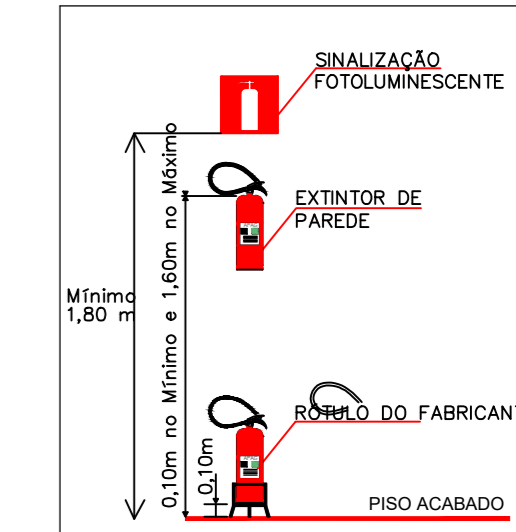 SINALIZAÇÃO
FOTOLUMINESCENTE
EXTINTOR DE
PAREDE
Mínimo
1,80 m
0,10m no Mínimo e 1,60m no Máximo
0,10m
RÓTULO DO FABRICANT
PISO ACABADO